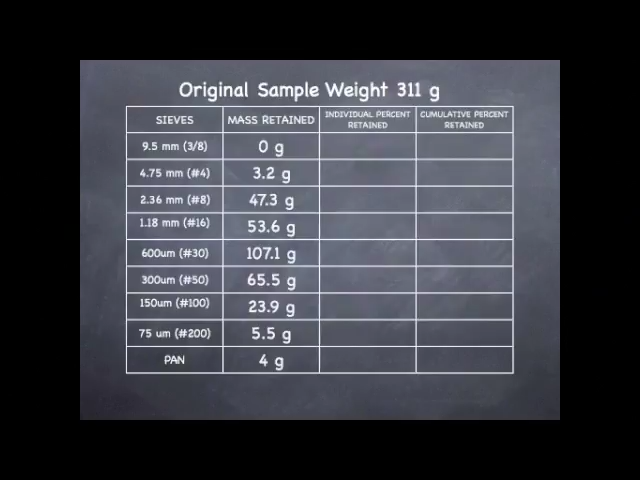 Original Sample Weight 311 g
SIEVES MASS RETAINED INDIVIDUAL PERCENT RETAINED CUMULATIVE PERCENT RETAINED
9.5 mm (3/8) 0 g
4.75 mm (#4) 3.2 g
2.36 mm (#8) 47.3 g
1.18 mm (#16) 53.6 g
600um (#30) 107.1 g
300um (#50) 65.5 g
150um (#100) 23.9 g
75 um (#200) 5.5 g
PAN 4 g